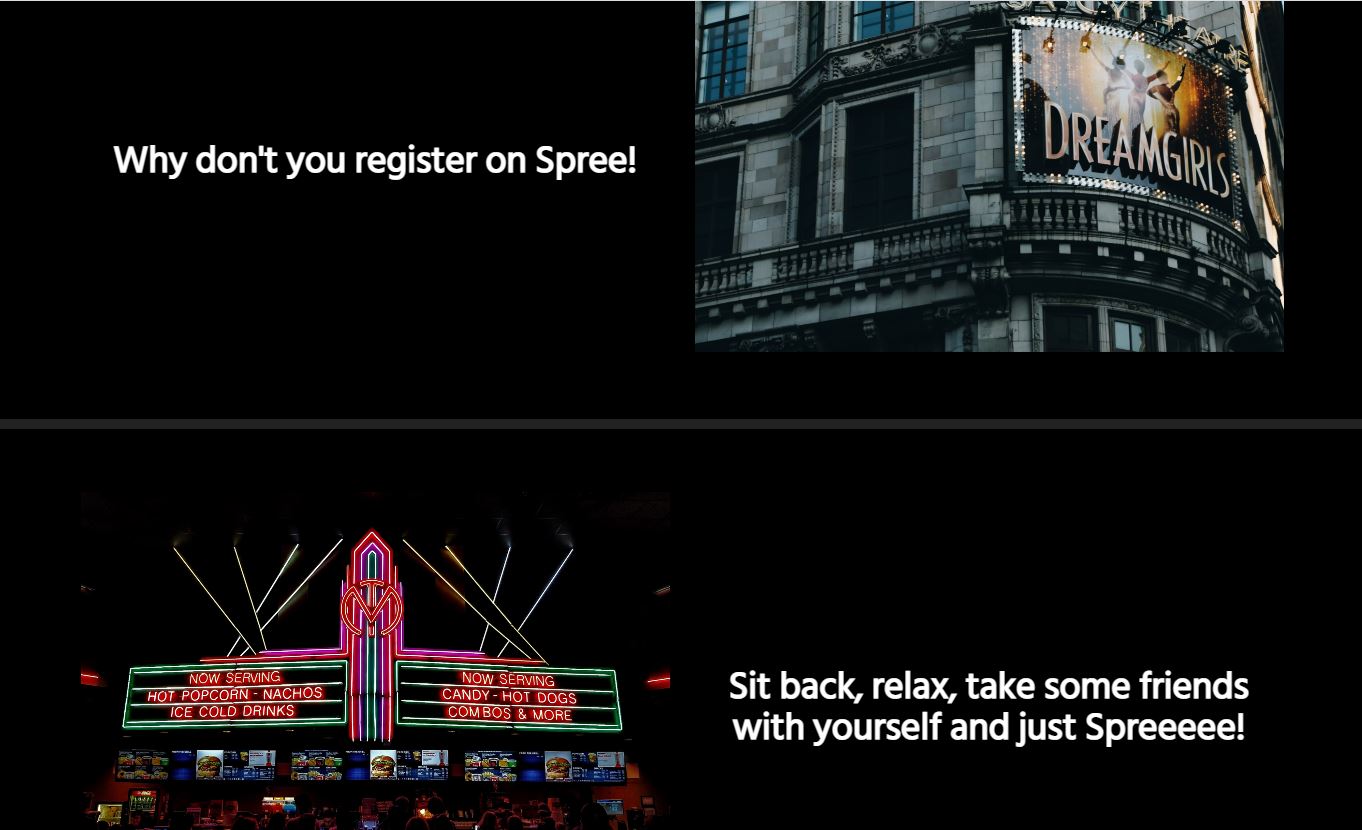 Why don't you register on Spree!
DREAMGIRLS
NOW SERVING
HOT POPCORN - NACHOS
ICE COLD DRINKS
NOW SERVING
CANDY - HOT DOGS
COMBOS & MORE
Sit back, relax, take some friends
with yourself and just Spreeeee!